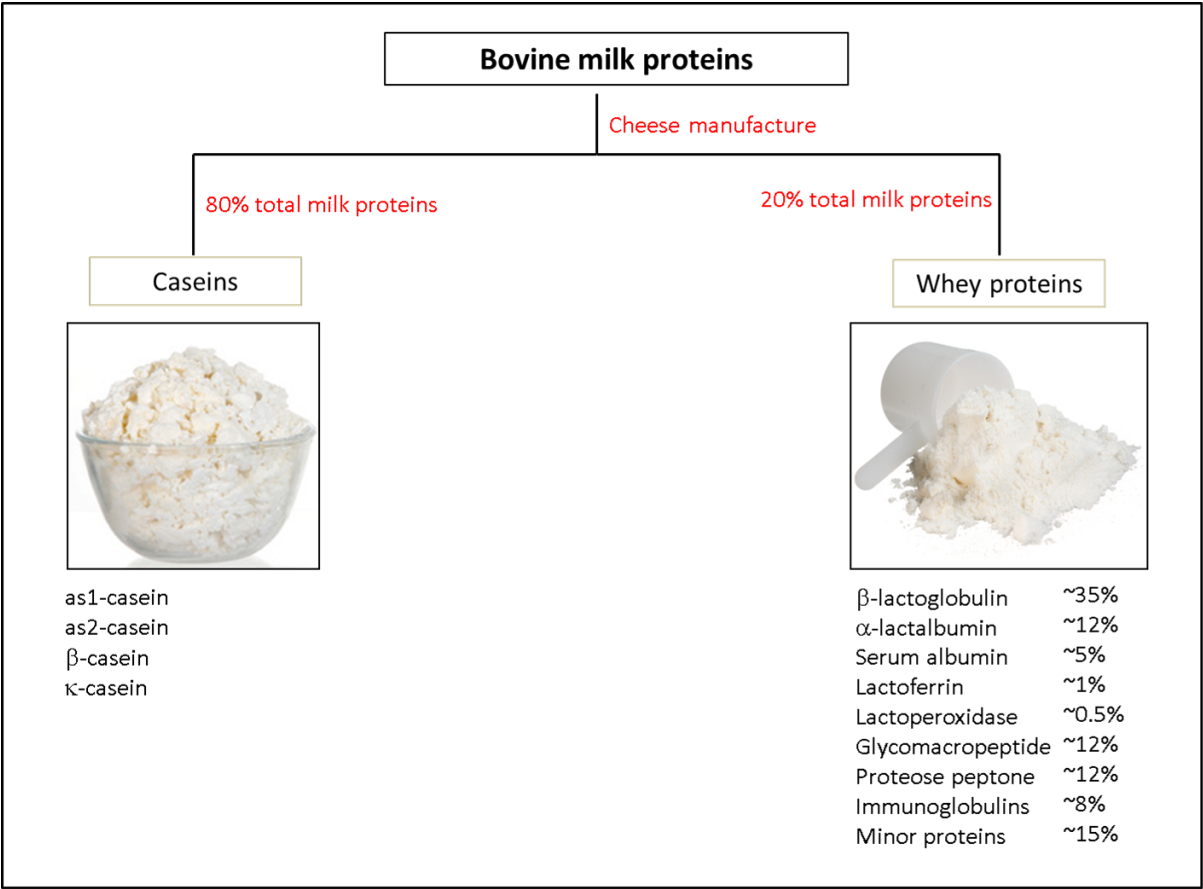 Bovine milk proteins
Cheese manufacture
80% total milk proteins
20% total milk proteins
Caseins
Whey proteins
as1-casein
as2-casein
β-casein
κ-casein
β-lactoglobulin ~35%
α-lactalbumin ~12%
Serum albumin ~5%
Lactoferrin ~1%
Lactoperoxidase ~0.5%
Glycomacropeptide ~12%
Proteose peptone ~12%
Immunoglobulins ~8%
Minor proteins ~15%